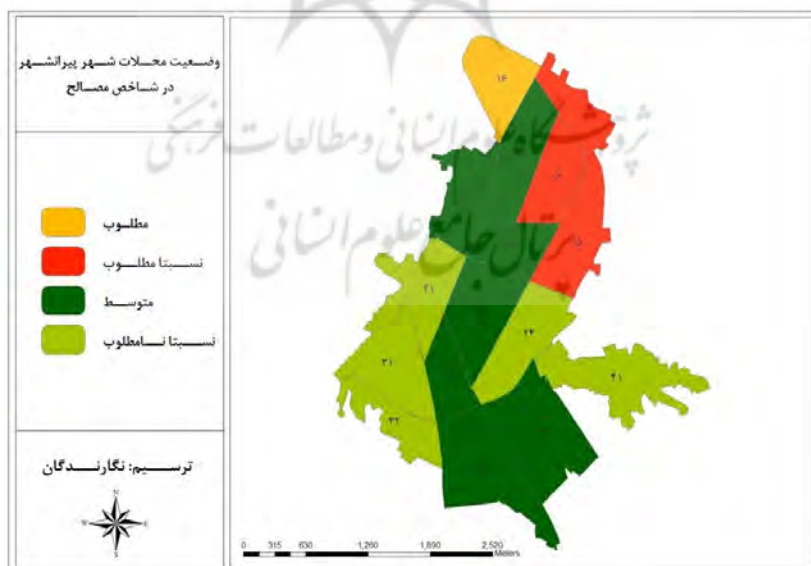 وضعیت محلات شهر پیرانشهر
در شاخص مصالح
مطلوب
نسبتا مطلوب
متوسط
نسبتا نامطلوب
ترسیم: نگارندگان
N
E
S
پژوهشگاه علوم انسانی و مطالعات فرهنگی
پرتال جامع علوم انسانی
۱۶
۱۵
۲۱
۲۴
۳۱
۴۱
۳۲
0 315 630 1,260 1,890 2,520
Meters